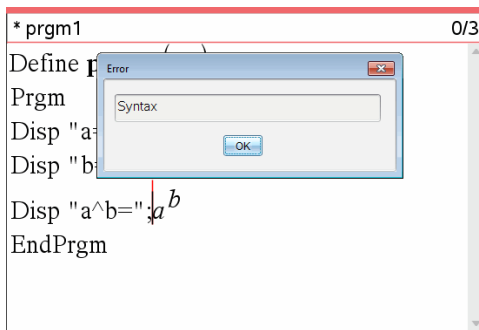 * prgm1 0/3
Define
Error
Prgm
Syntax
Disp "a=
OK
Disp "b
Disp "a^b=";a^b
EndPrgm